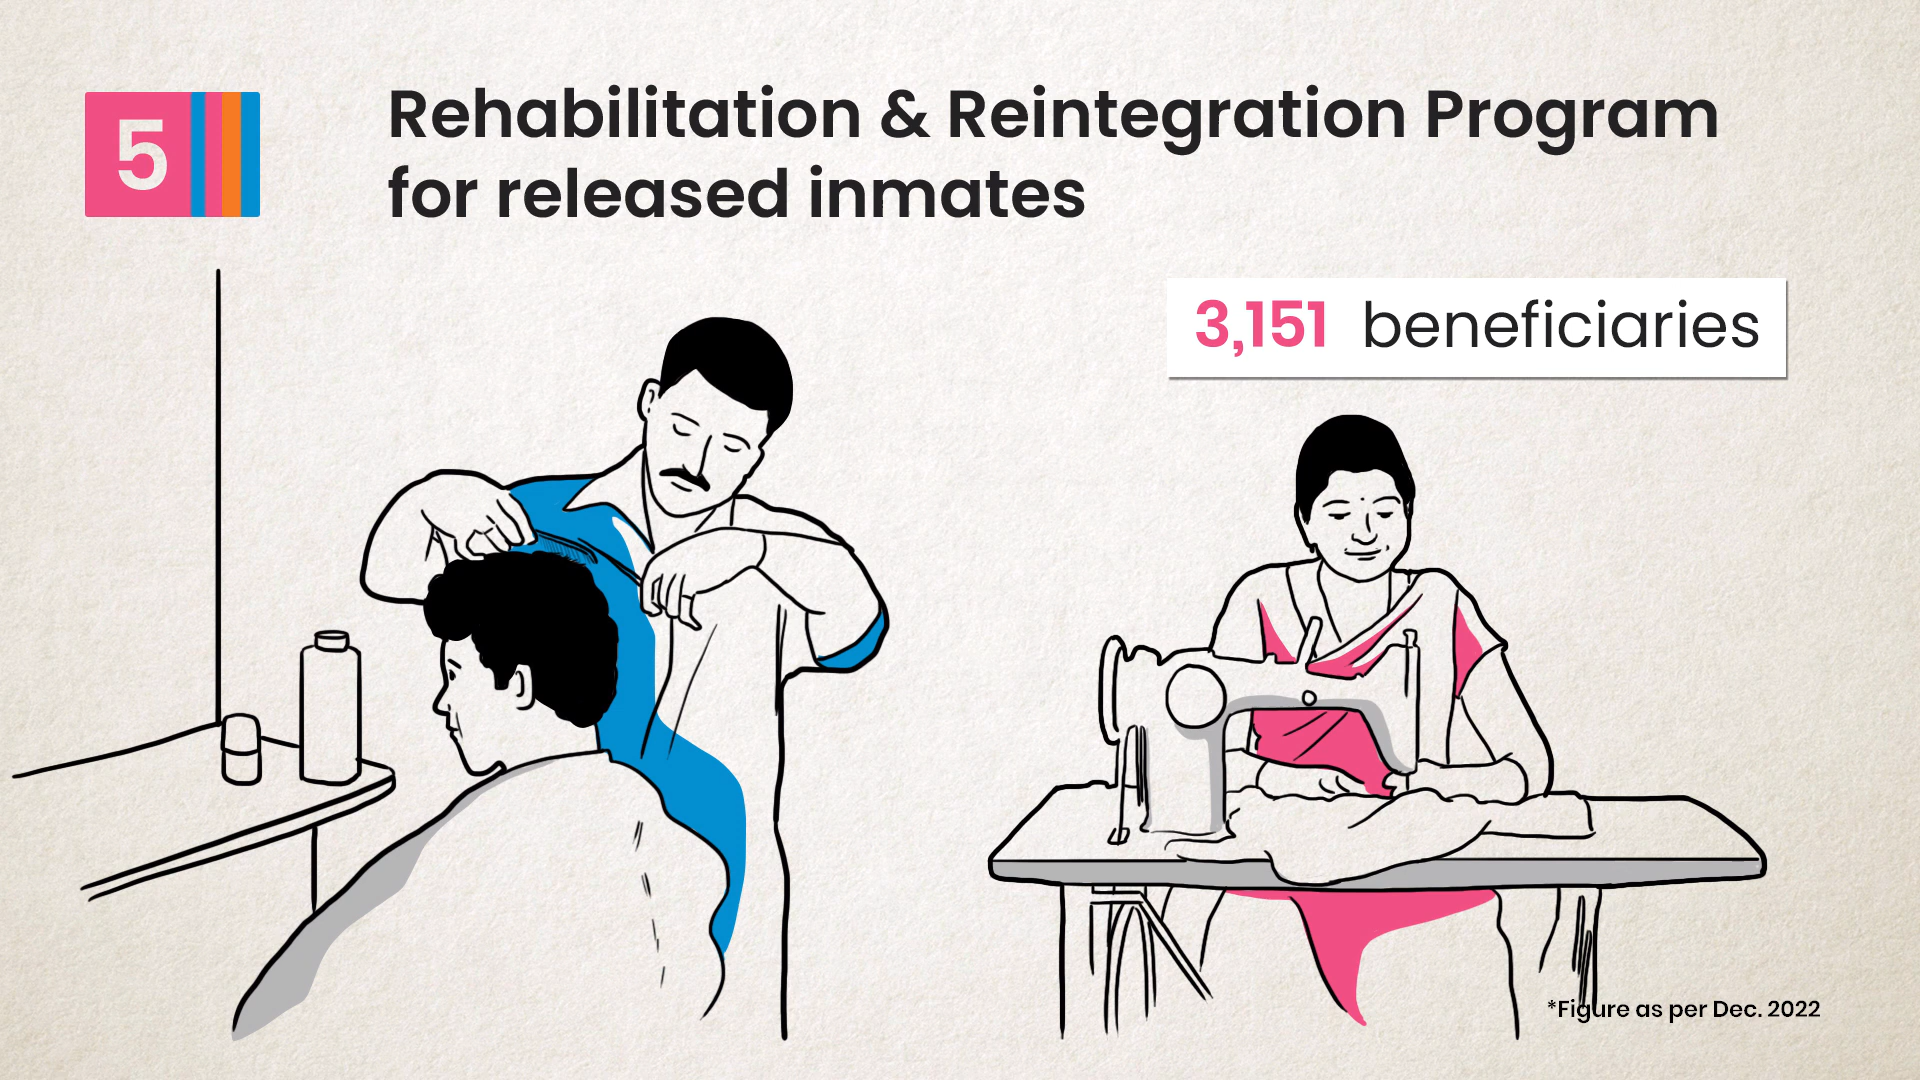 5
Rehabilitation & Reintegration Program
for released inmates
3,151 beneficiaries
*Figure as per Dec. 2022